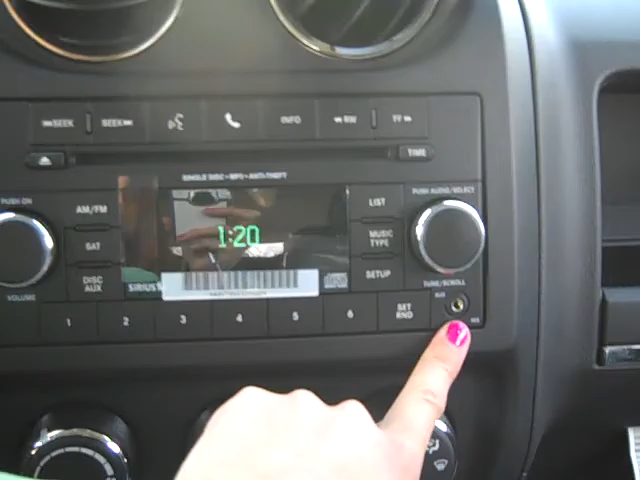 SEEK
SEEK
INFO
RW
FF
TIME
SINGLE DISC - MP3 - ANTI-THEFT
PUSH ON
AM/FM
LIST
PUSH AUDIO/SELECT
1:20
SAT
MUSIC
TYPE
DISC
AUX
SETUP
SIRIUS
VOLUME
TUNE/SCROLL
1
2
3
4
5
6
SET
RND
AUX